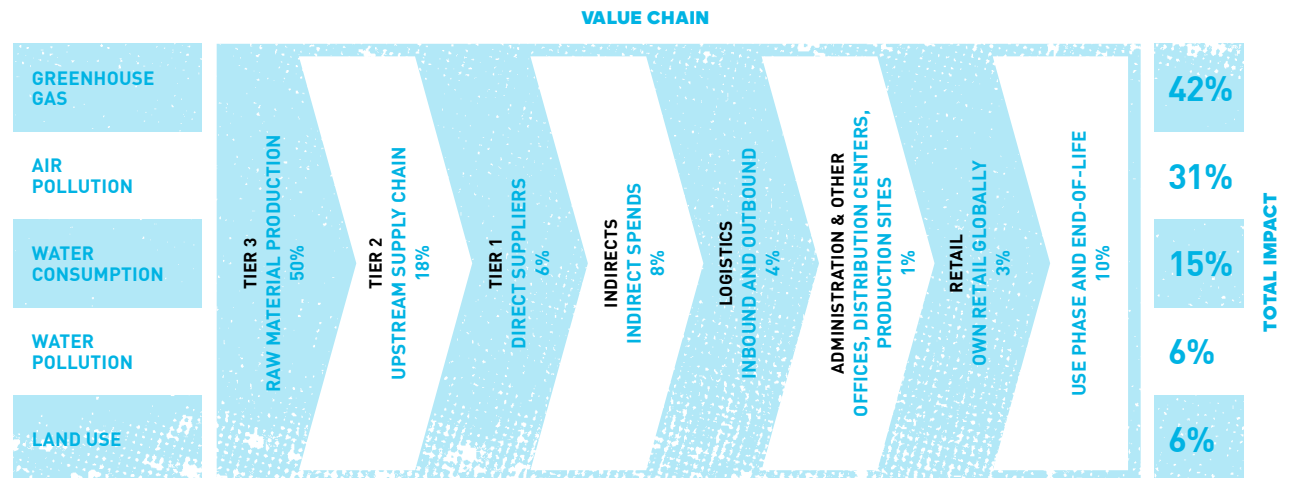 VALUE CHAIN
GREENHOUSE
GAS
AIR
POLLUTION
WATER
CONSUMPTION
WATER
POLLUTION
LAND USE
TIER 3
RAW MATERIAL PRODUCTION
50%
TIER 2
UPSTREAM SUPPLY CHAIN
18%
TIER 1
DIRECT SUPPLIERS
6%
INDIRECTS
INDIRECT SPENDS
8%
LOGISTICS
INBOUND AND OUTBOUND
4%
ADMINISTRATION & OTHER
OFFICES, DISTRIBUTION CENTERS,
PRODUCTION SITES
1%
RETAIL
OWN RETAIL GLOBALLY
3%
USE PHASE AND END-OF-LIFE
10%
42%
31%
15%
6%
6%
TOTAL IMPACT